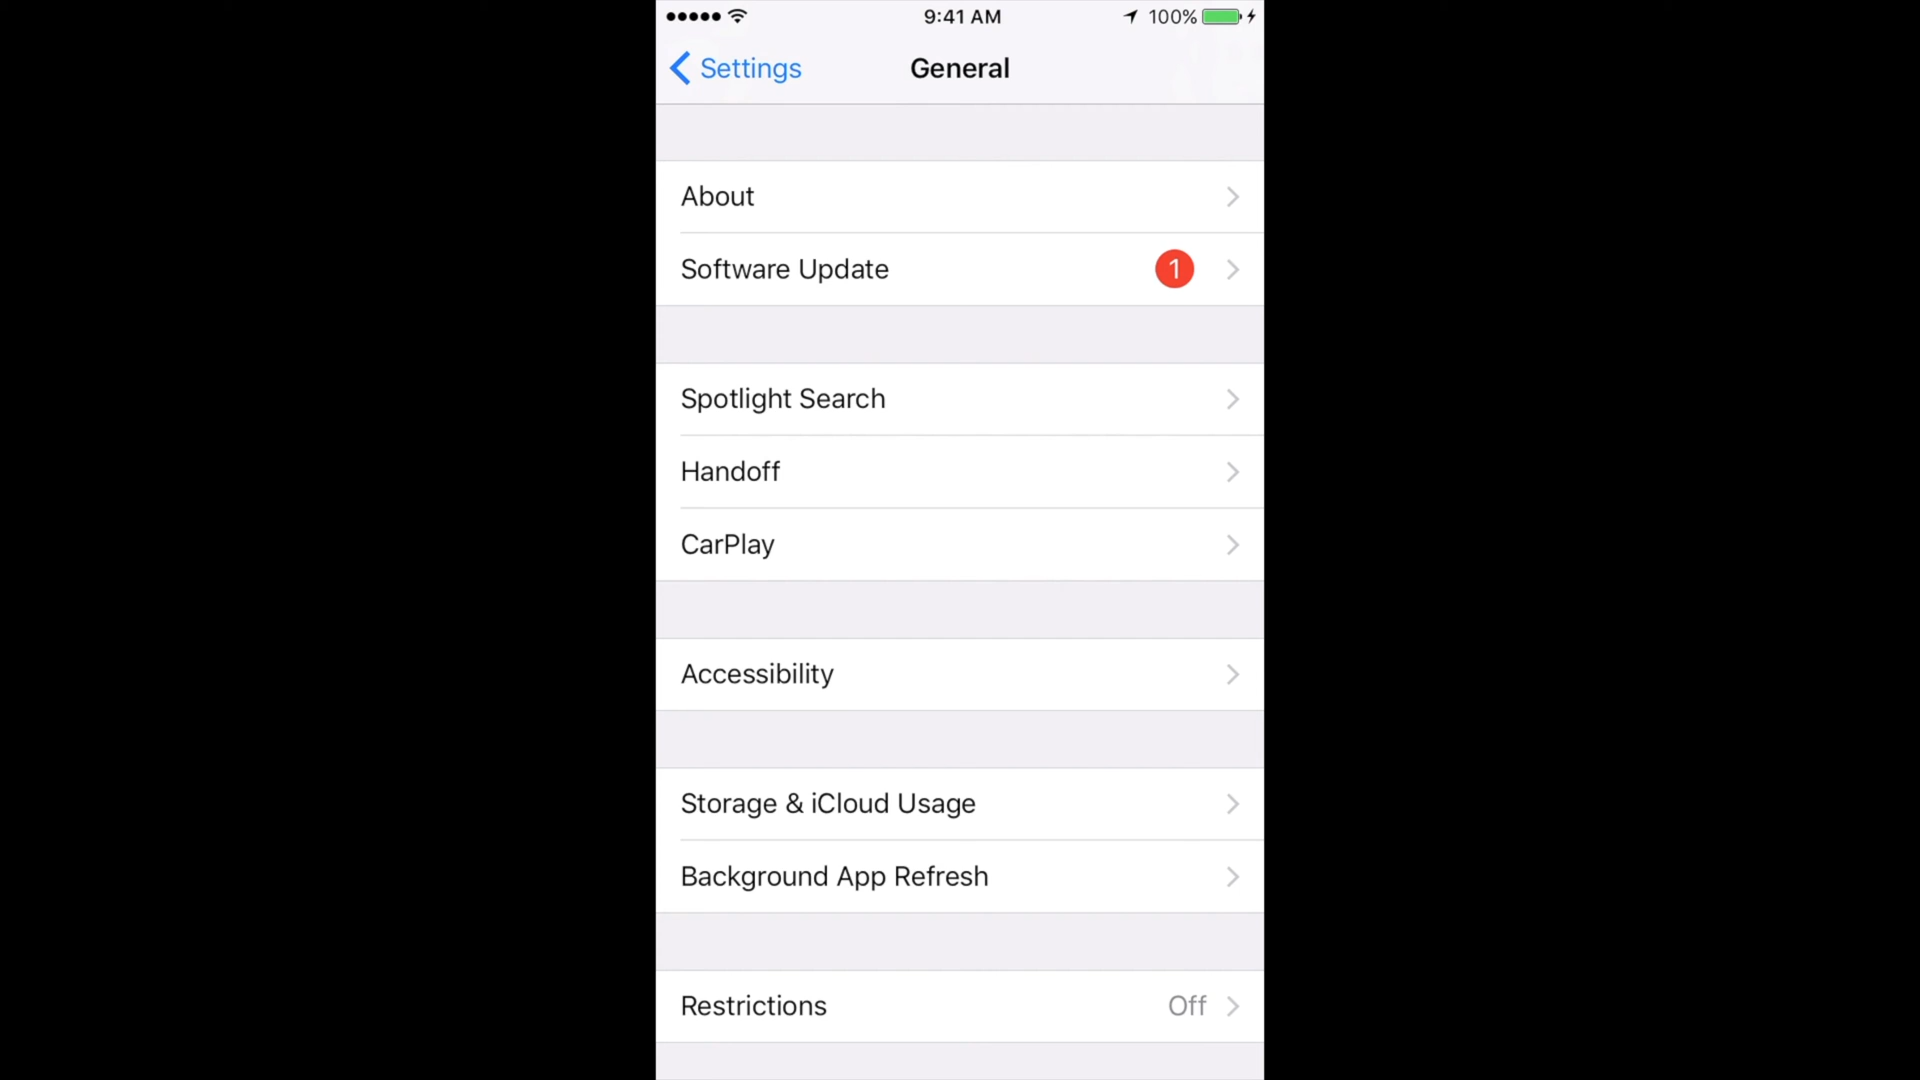 9:41 AM 100%
Settings General
About
Software Update 1
Spotlight Search
Handoff
CarPlay
Accessibility
Storage & iCloud Usage
Background App Refresh
Restrictions Off